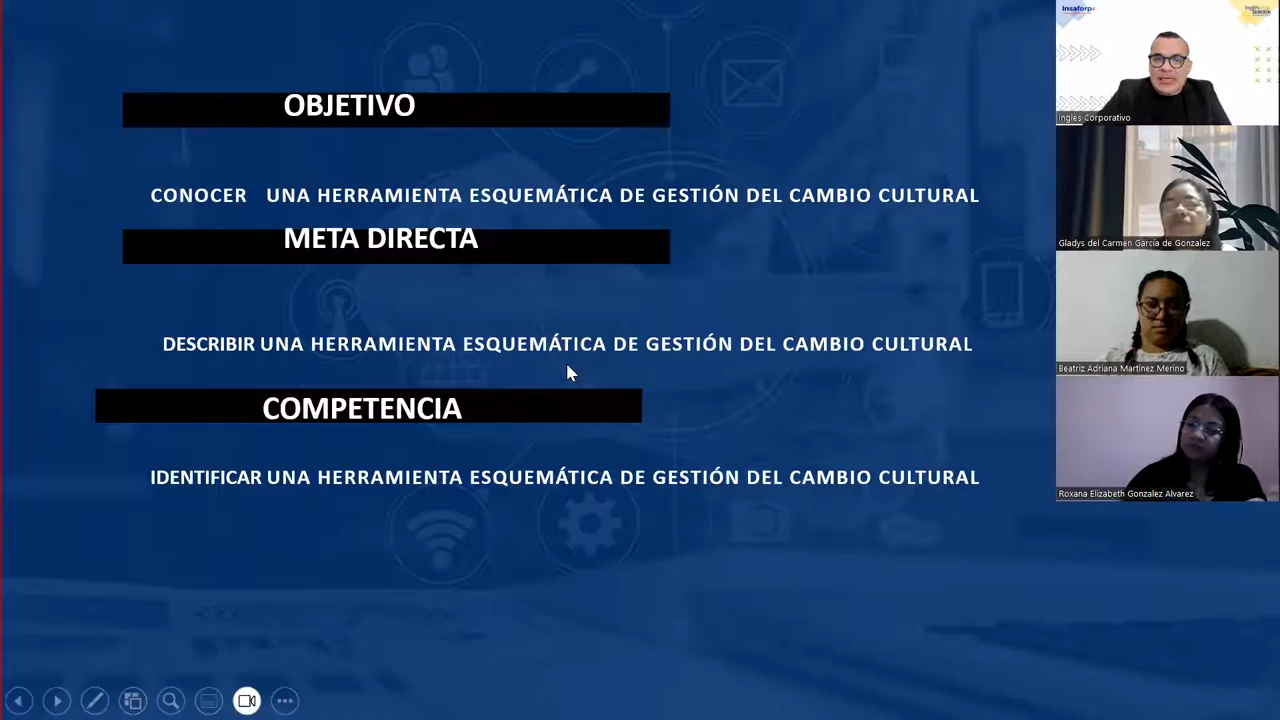 OBJETIVO
CONOCER UNA HERRAMIENTA ESQUEMÁTICA DE GESTIÓN DEL CAMBIO CULTURAL
META DIRECTA
DESCRIBIR UNA HERRAMIENTA ESQUEMÁTICA DE GESTIÓN DEL CAMBIO CULTURAL
COMPETENCIA
IDENTIFICAR UNA HERRAMIENTA ESQUEMÁTICA DE GESTIÓN DEL CAMBIO CULTURAL
Insaforp
Ingles Corporativo
Gladys del Carmen García de Gonzalez
Beatriz Adriana Martinez Merino
Roxana Elizabeth Gonzalez Alvarez